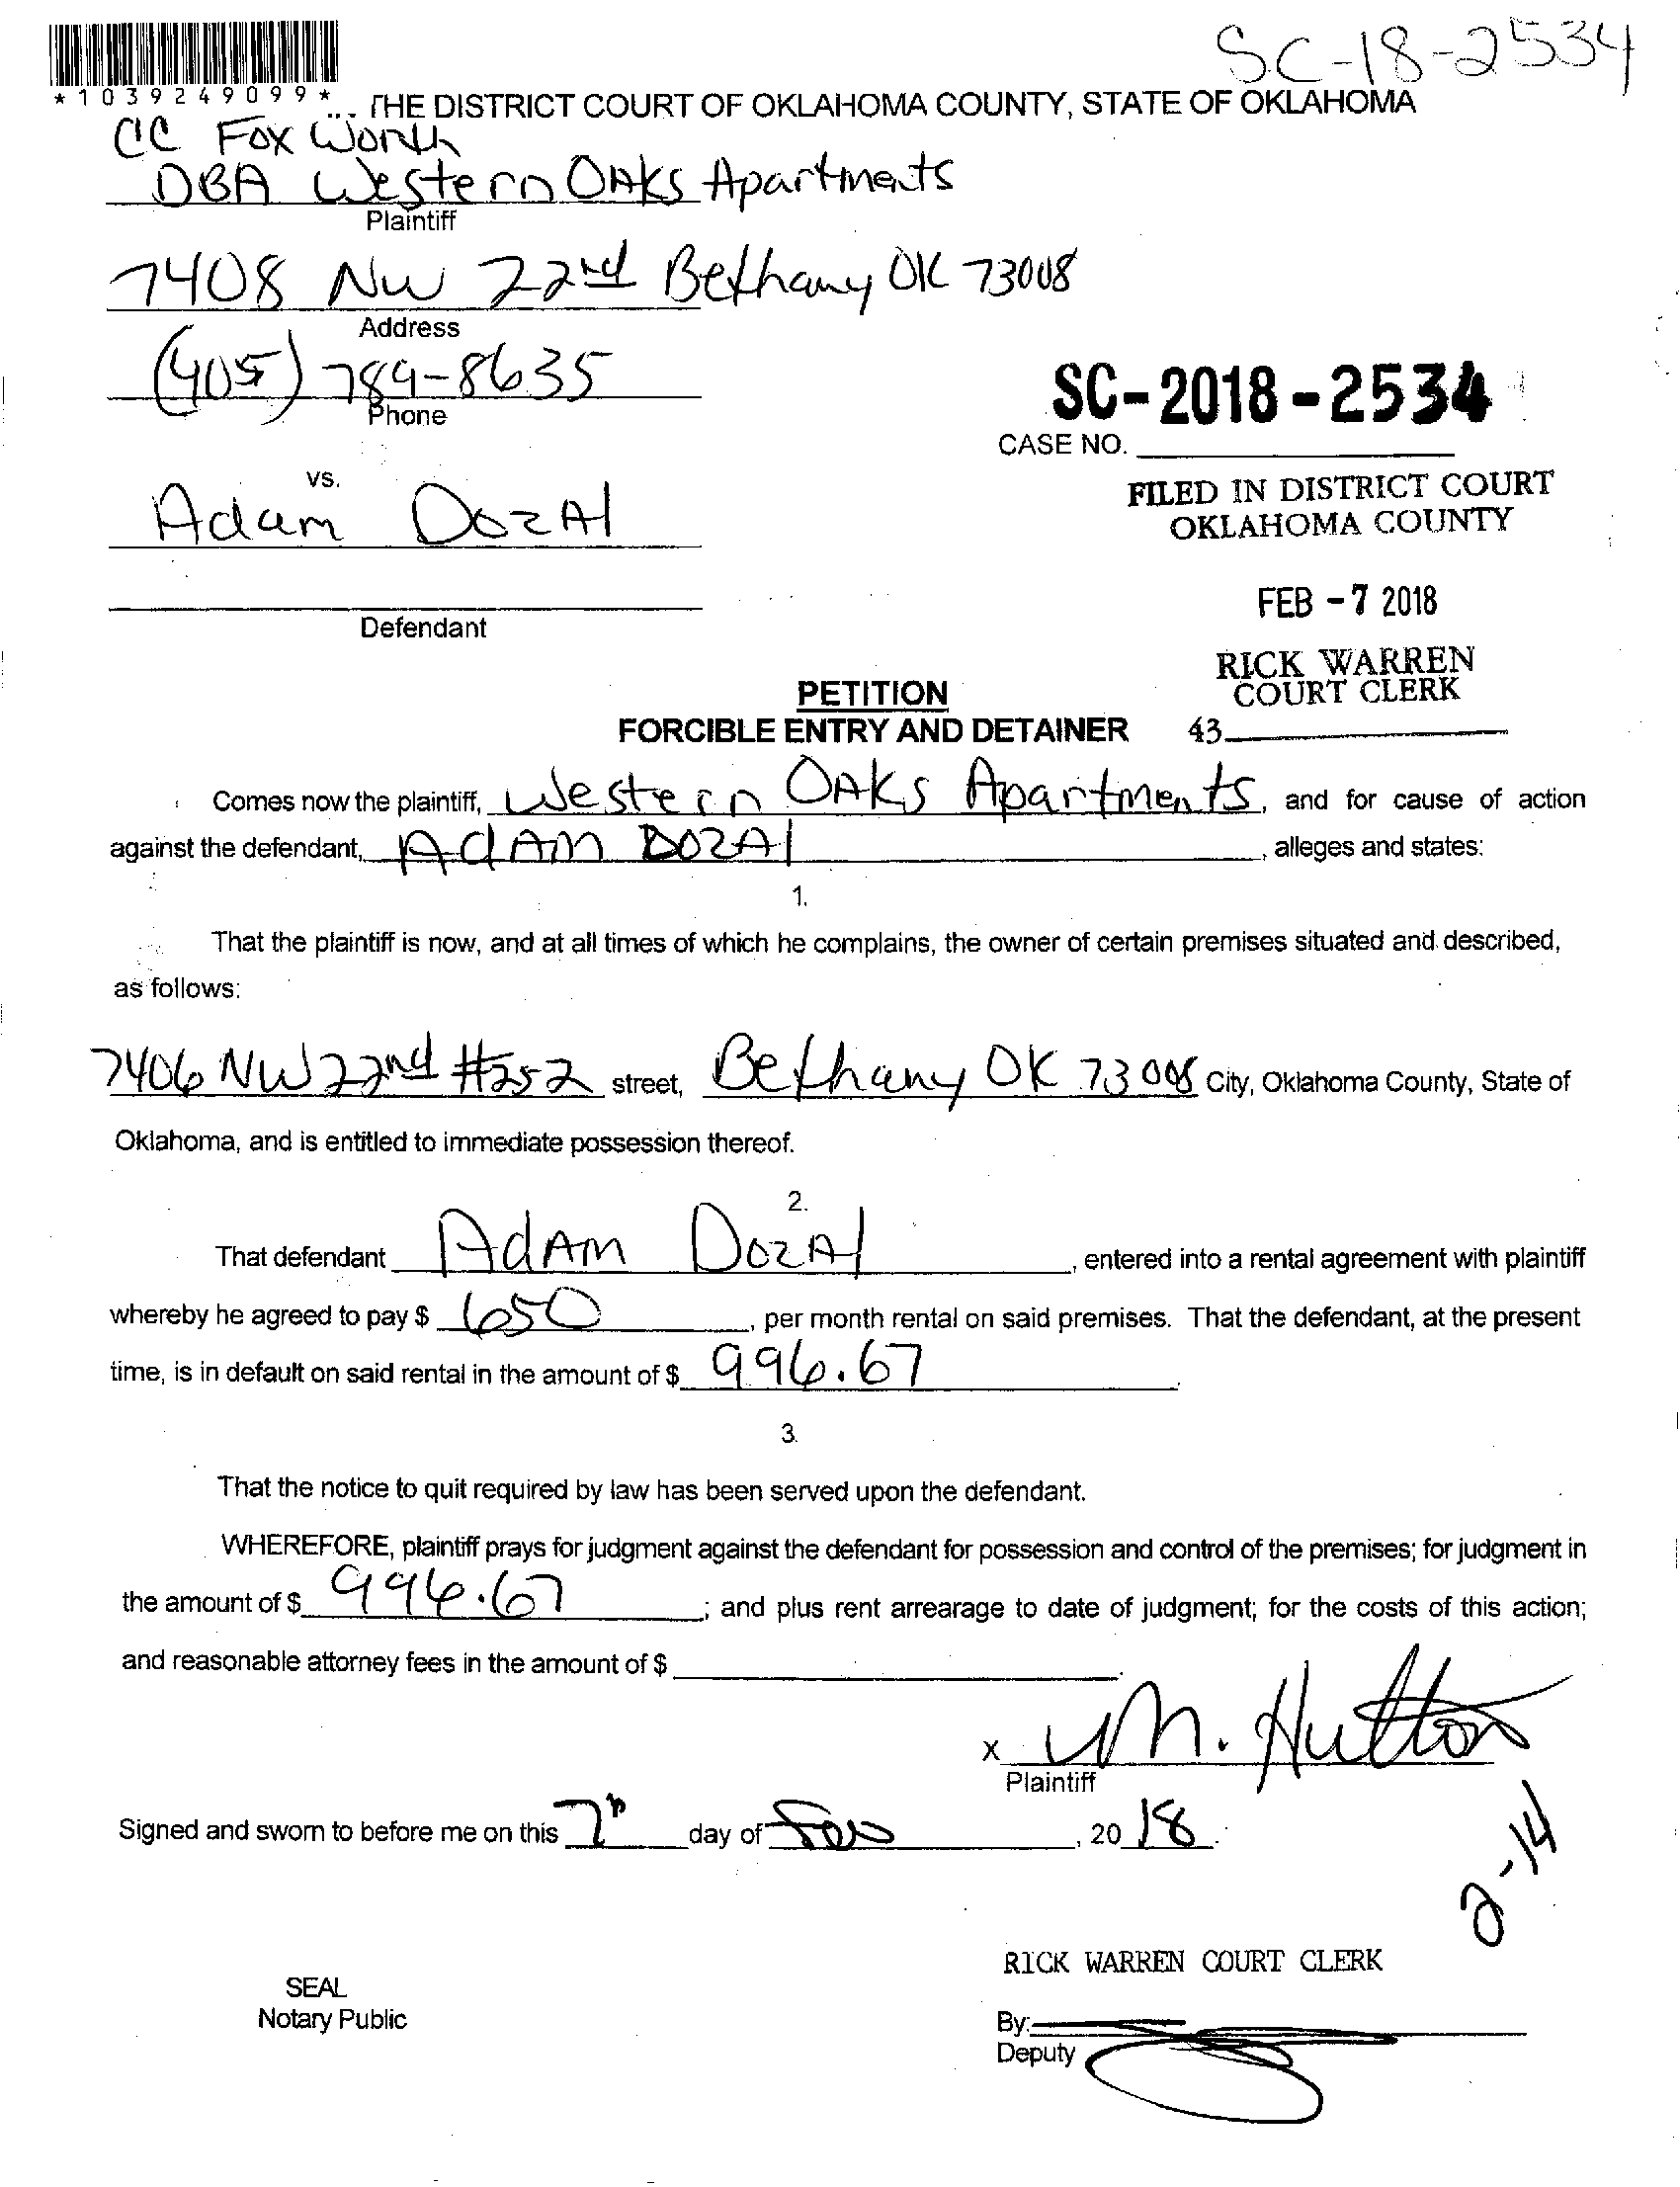 SC-18-2534
*1039249099*
THE DISTRICT COURT OF OKLAHOMA COUNTY, STATE OF OKLAHOMA
CC Fox Worth
DBA Western OAKs Apartments
Plaintiff
7408 NW 22nd Bethany OK 73008
Address
(405) 789-8635
Phone
SC-2018-2534
CASE NO.
vs.
Adam DozAl
FILED IN DISTRICT COURT
OKLAHOMA COUNTY
FEB -7 2018
Defendant
RICK WARREN
COURT CLERK
43
PETITION
FORCIBLE ENTRY AND DETAINER
Comes now the plaintiff, Western OAKs Apartments, and for cause of action
against the defendant, AdAm DOZAl, alleges and states:
1.
That the plaintiff is now, and at all times of which he complains, the owner of certain premises situated and described,
as follows:
7406 NW 22nd #252 street, Bethany OK 73008 City, Oklahoma County, State of
Oklahoma, and is entitled to immediate possession thereof.
2.
That defendant AdAm DozAl, entered into a rental agreement with plaintiff
whereby he agreed to pay $ 650, per month rental on said premises. That the defendant, at the present
time, is in default on said rental in the amount of $ 996.67.
3.
That the notice to quit required by law has been served upon the defendant.
WHEREFORE, plaintiff prays for judgment against the defendant for possession and control of the premises; for judgment in
the amount of $ 996.67; and plus rent arrearage to date of judgment; for the costs of this action;
and reasonable attorney fees in the amount of $
x M. Hutton
Plaintiff
Signed and sworn to before me on this 7th day of Feb, 2018.
2-14
RICK WARREN COURT CLERK
SEAL
Notary Public
By:
Deputy